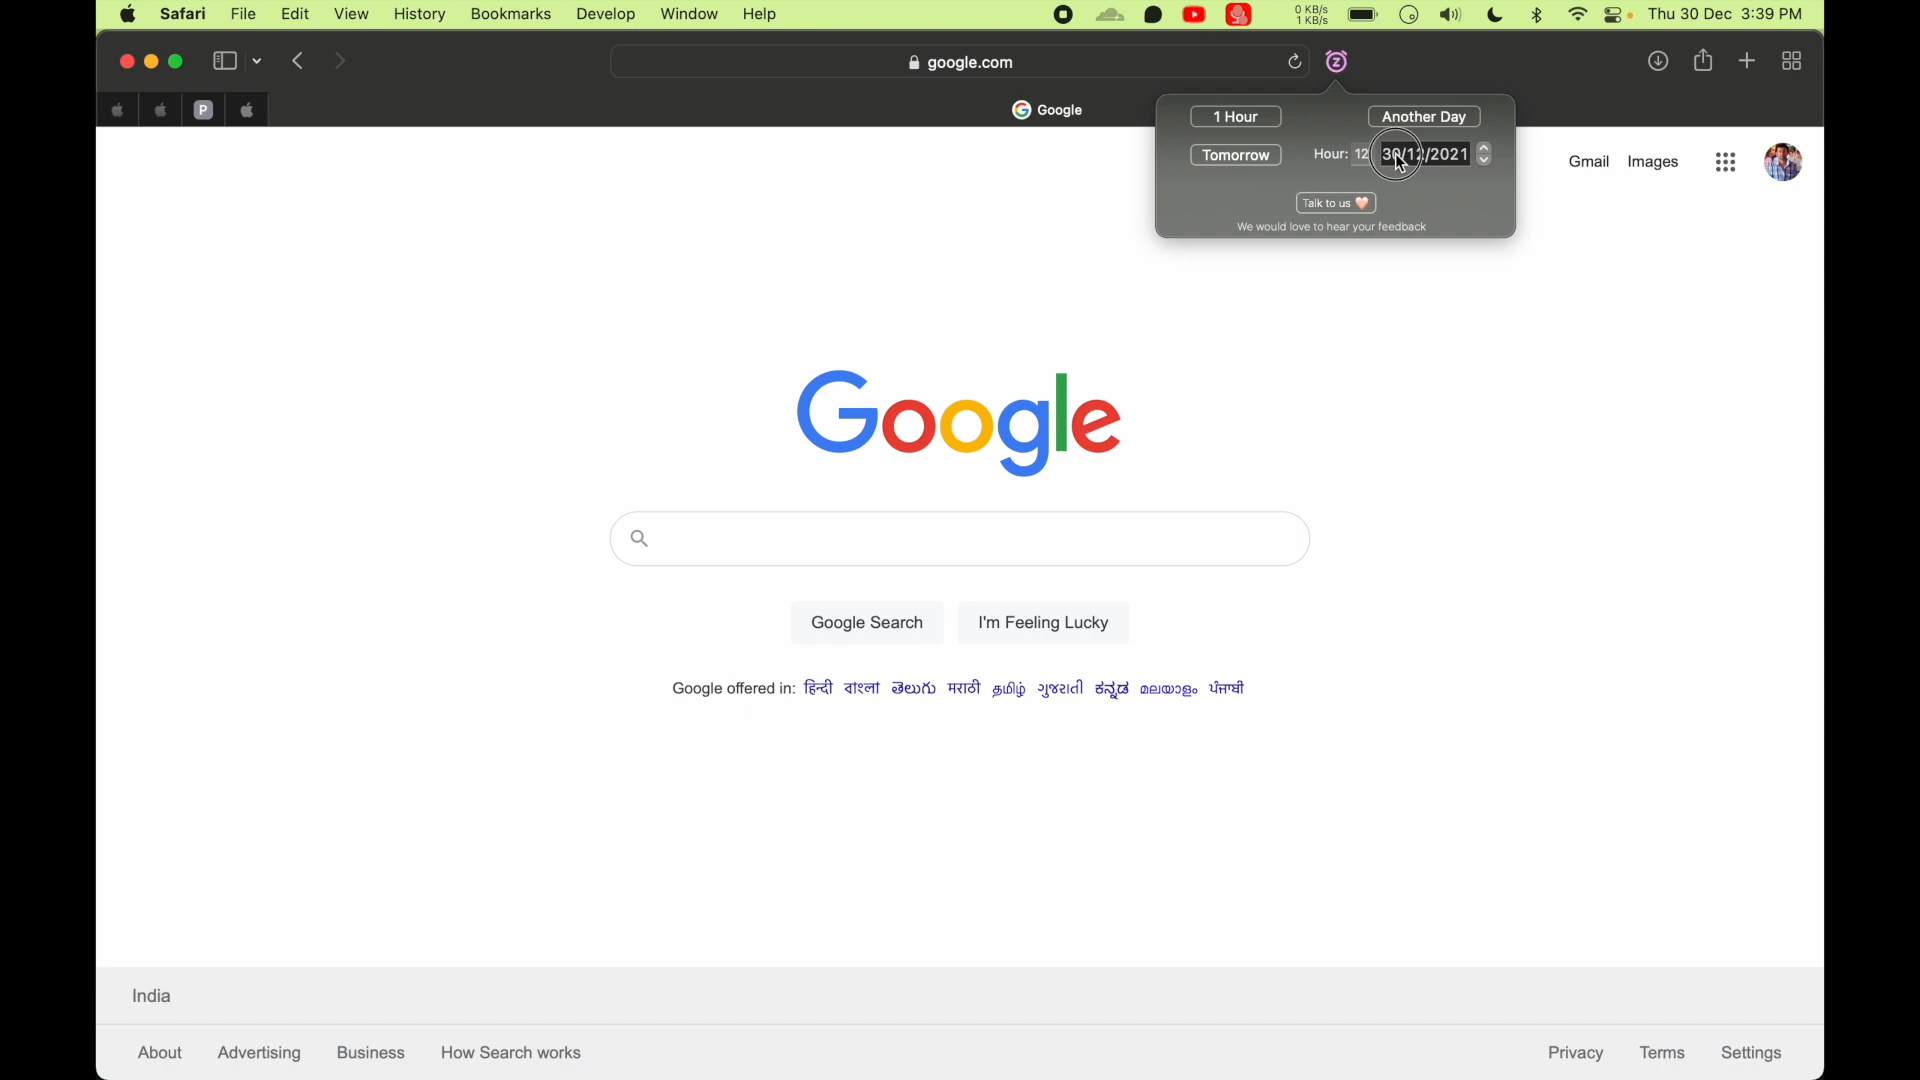 Safari File Edit View History Bookmarks Develop Window Help 0 KB/s 1 KB/s Thu 30 Dec 3:39 PM
google.com
P Google
1 Hour Another Day
Tomorrow Hour: 12 30/12/2021
Talk to us
We would love to hear your feedback
Gmail Images
Google
Google Search I'm Feeling Lucky
Google offered in: हिन्दी বাংলা తెలుగు मराठी தமிழ் ગુજરાતી ಕನ್ನಡ മലയാളം ਪੰਜਾਬੀ
India
About Advertising Business How Search works Privacy Terms Settings